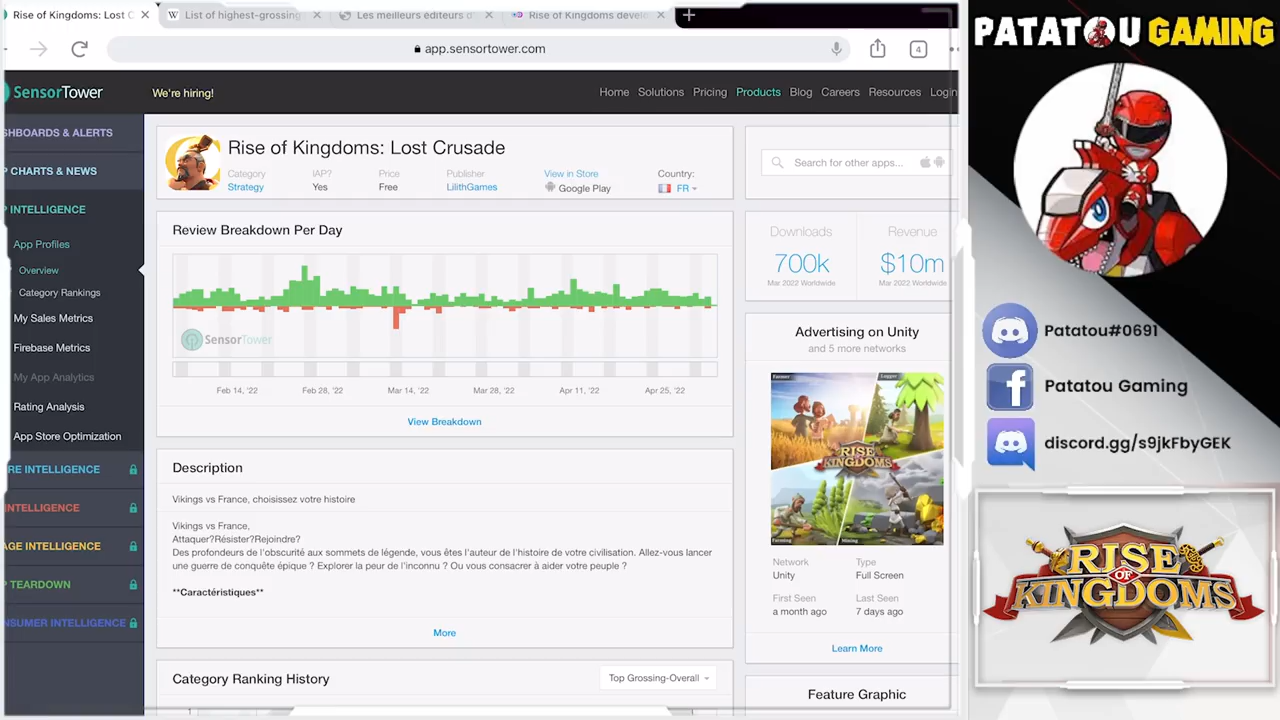 Rise of Kingdoms: Lost C
List of highest-grossing
Les meilleurs éditeurs d
Rise of Kingdoms devel
app.sensortower.com
4
SensorTower
We're hiring!
Home
Solutions
Pricing
Products
Blog
Careers
Resources
Login
SHBOARDS & ALERTS
P CHARTS & NEWS
P INTELLIGENCE
App Profiles
Overview
Category Rankings
My Sales Metrics
Firebase Metrics
My App Analytics
Rating Analysis
App Store Optimization
RE INTELLIGENCE
INTELLIGENCE
AGE INTELLIGENCE
P TEARDOWN
NSUMER INTELLIGENCE
Rise of Kingdoms: Lost Crusade
Category
Strategy
IAP?
Yes
Price
Free
Publisher
LilithGames
View in Store
Google Play
Country:
FR
Search for other apps...
Review Breakdown Per Day
SensorTower
Feb 14, '22
Feb 28, '22
Mar 14, '22
Mar 28, '22
Apr 11, '22
Apr 25, '22
View Breakdown
Downloads
700k
Mar 2022 Worldwide
Revenue
$10m
Mar 2022 Worldwide
Description
Vikings vs France, choisissez votre histoire
Vikings vs France,
Attaquer?Résister?Rejoindre?
Des profondeurs de l'obscurité aux sommets de légende, vous êtes l'auteur de l'histoire de votre civilisation. Allez-vous lancer
une guerre de conquête épique ? Explorer la peur de l'inconnu ? Ou vous consacrer à aider votre peuple ?
**Caractéristiques**
More
Category Ranking History
Top Grossing-Overall
Advertising on Unity
and 5 more networks
Farmer
Logger
RISE OF KINGDOMS
Farming
Mining
Network
Unity
Type
Full Screen
First Seen
a month ago
Last Seen
7 days ago
Learn More
Feature Graphic
PATATOU GAMING
Patatou#0691
Patatou Gaming
discord.gg/s9jkFbyGEK
RISE
OF
KINGDOMS